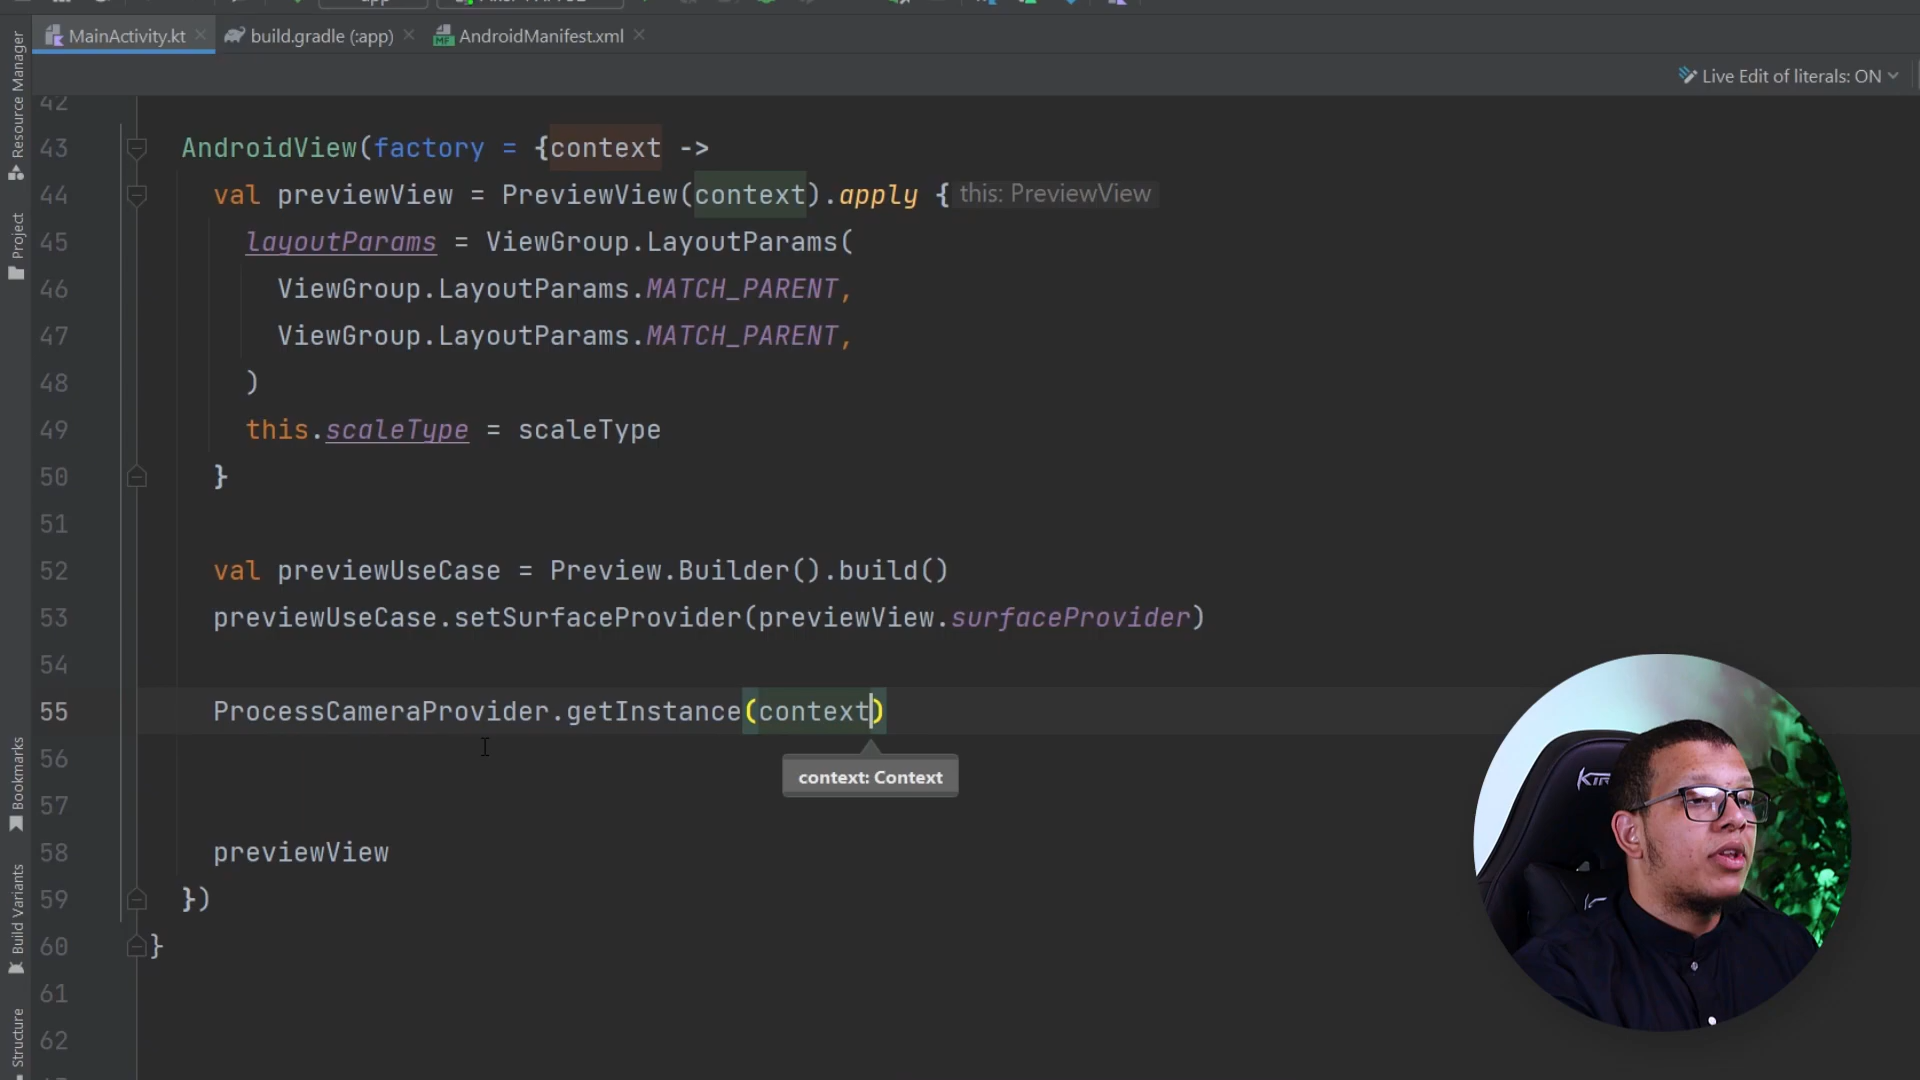 MainActivity.kt
build.gradle (:app)
AndroidManifest.xml
Live Edit of literals: ON
Resource Manager
Project
Bookmarks
Build Variants
Structure
42
43 AndroidView(factory = {context ->
44 val previewView = PreviewView(context).apply { this: PreviewView
45 layoutParams = ViewGroup.LayoutParams(
46 ViewGroup.LayoutParams.MATCH_PARENT,
47 ViewGroup.LayoutParams.MATCH_PARENT,
48 )
49 this.scaleType = scaleType
50 }
51
52 val previewUseCase = Preview.Builder().build()
53 previewUseCase.setSurfaceProvider(previewView.surfaceProvider)
54
55 ProcessCameraProvider.getInstance(context)
context: Context
56
57
58 previewView
59 })
60 }
61
62